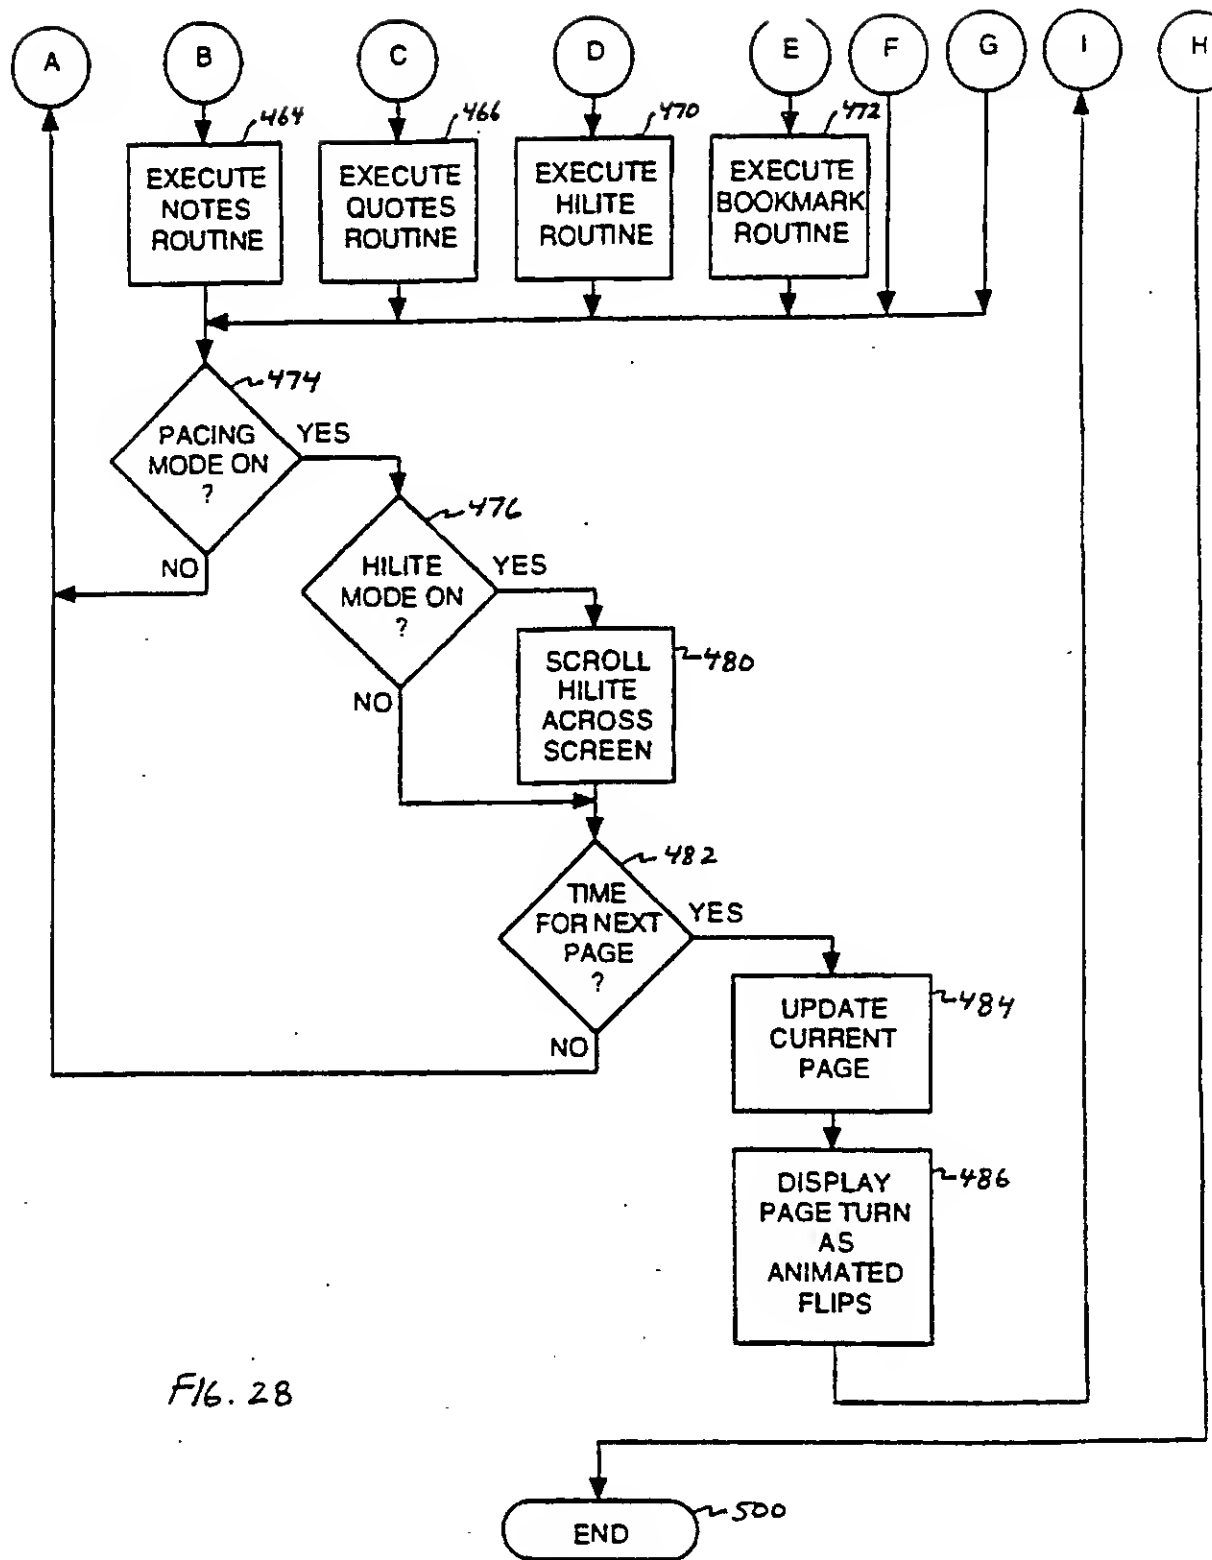 A
B
C
D
E
F
G
I
H
464
466
470
472
EXECUTE
NOTES
ROUTINE
EXECUTE
QUOTES
ROUTINE
EXECUTE
HILITE
ROUTINE
EXECUTE
BOOKMARK
ROUTINE
474
PACING
MODE ON
?
YES
NO
476
HILITE
MODE ON
?
YES
NO
480
SCROLL
HILITE
ACROSS
SCREEN
482
TIME
FOR NEXT
PAGE
?
YES
NO
484
UPDATE
CURRENT
PAGE
486
DISPLAY
PAGE TURN
AS
ANIMATED
FLIPS
FIG. 28
500
END